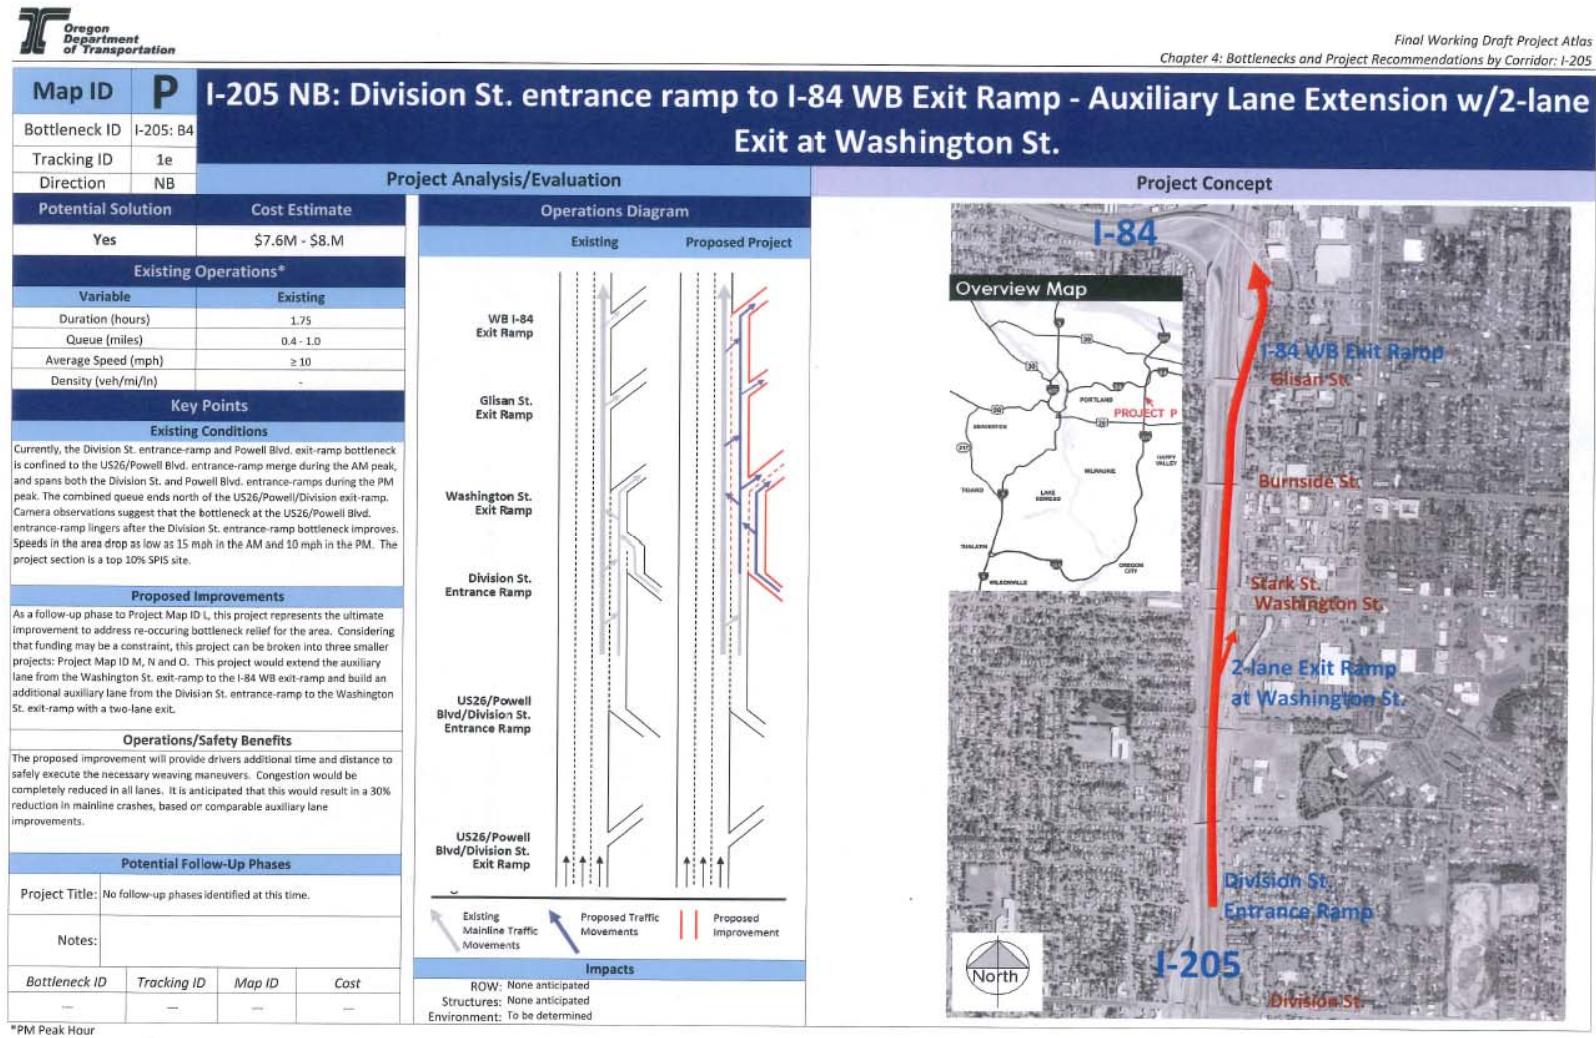 Oregon
Department
of Transportation
Final Working Draft Project Atlas
Chapter 4: Bottlenecks and Project Recommendations by Corridor: I-205
Map ID P
Bottleneck ID I-205: B4
Tracking ID 1e
Direction NB
I-205 NB: Division St. entrance ramp to I-84 WB Exit Ramp - Auxiliary Lane Extension w/2-lane
Exit at Washington St.
Project Analysis/Evaluation
Potential Solution Cost Estimate
Yes $7.6M - $8.M
Existing Operations*
Variable Existing
Duration (hours) 1.75
Queue (miles) 0.4 - 1.0
Average Speed (mph) ≥ 10
Density (veh/mi/ln) -
Key Points
Existing Conditions
Currently, the Division St. entrance-ramp and Powell Blvd. exit-ramp bottleneck
is confined to the US26/Powell Blvd. entrance-ramp merge during the AM peak,
and spans both the Division St. and Powell Blvd. entrance-ramps during the PM
peak. The combined queue ends north of the US26/Powell/Division exit-ramp.
Camera observations suggest that the bottleneck at the US26/Powell Blvd.
entrance-ramp lingers after the Division St. entrance-ramp bottleneck improves.
Speeds in the area drop as low as 15 mph in the AM and 10 mph in the PM. The
project section is a top 10% SPIS site.
Proposed Improvements
As a follow-up phase to Project Map ID L, this project represents the ultimate
improvement to address re-occuring bottleneck relief for the area. Considering
that funding may be a constraint, this project can be broken into three smaller
projects: Project Map ID M, N and O. This project would extend the auxiliary
lane from the Washington St. exit-ramp to the I-84 WB exit-ramp and build an
additional auxiliary lane from the Division St. entrance-ramp to the Washington
St. exit-ramp with a two-lane exit.
Operations/Safety Benefits
The proposed improvement will provide drivers additional time and distance to
safely execute the necessary weaving maneuvers. Congestion would be
completely reduced in all lanes. It is anticipated that this would result in a 30%
reduction in mainline crashes, based on comparable auxiliary lane
improvements.
Potential Follow-Up Phases
Project Title: No follow-up phases identified at this time.
Notes:
Bottleneck ID Tracking ID Map ID Cost
— — — —
*PM Peak Hour
Operations Diagram
Existing Proposed Project
WB I-84
Exit Ramp
Glisan St.
Exit Ramp
Washington St.
Exit Ramp
Division St.
Entrance Ramp
US26/Powell
Blvd/Division St.
Entrance Ramp
US26/Powell
Blvd/Division St.
Exit Ramp
Existing
Mainline Traffic
Movements
Proposed Traffic
Movements
Proposed
Improvement
Impacts
ROW: None anticipated
Structures: None anticipated
Environment: To be determined
Project Concept
I-84
Overview Map
PORTLAND
PROJECT P
BEAVERTON
HAPPY
VALLEY
MILWAUKIE
TIGARD
LAKE
OSWEGO
TUALATIN
OREGON
CITY
WILSONVILLE
I-84 WB Exit Ramp
Glisan St.
Burnside St.
Stark St.
Washington St.
2-lane Exit Ramp
at Washington St.
Division St.
Entrance Ramp
I-205
North
Division St.